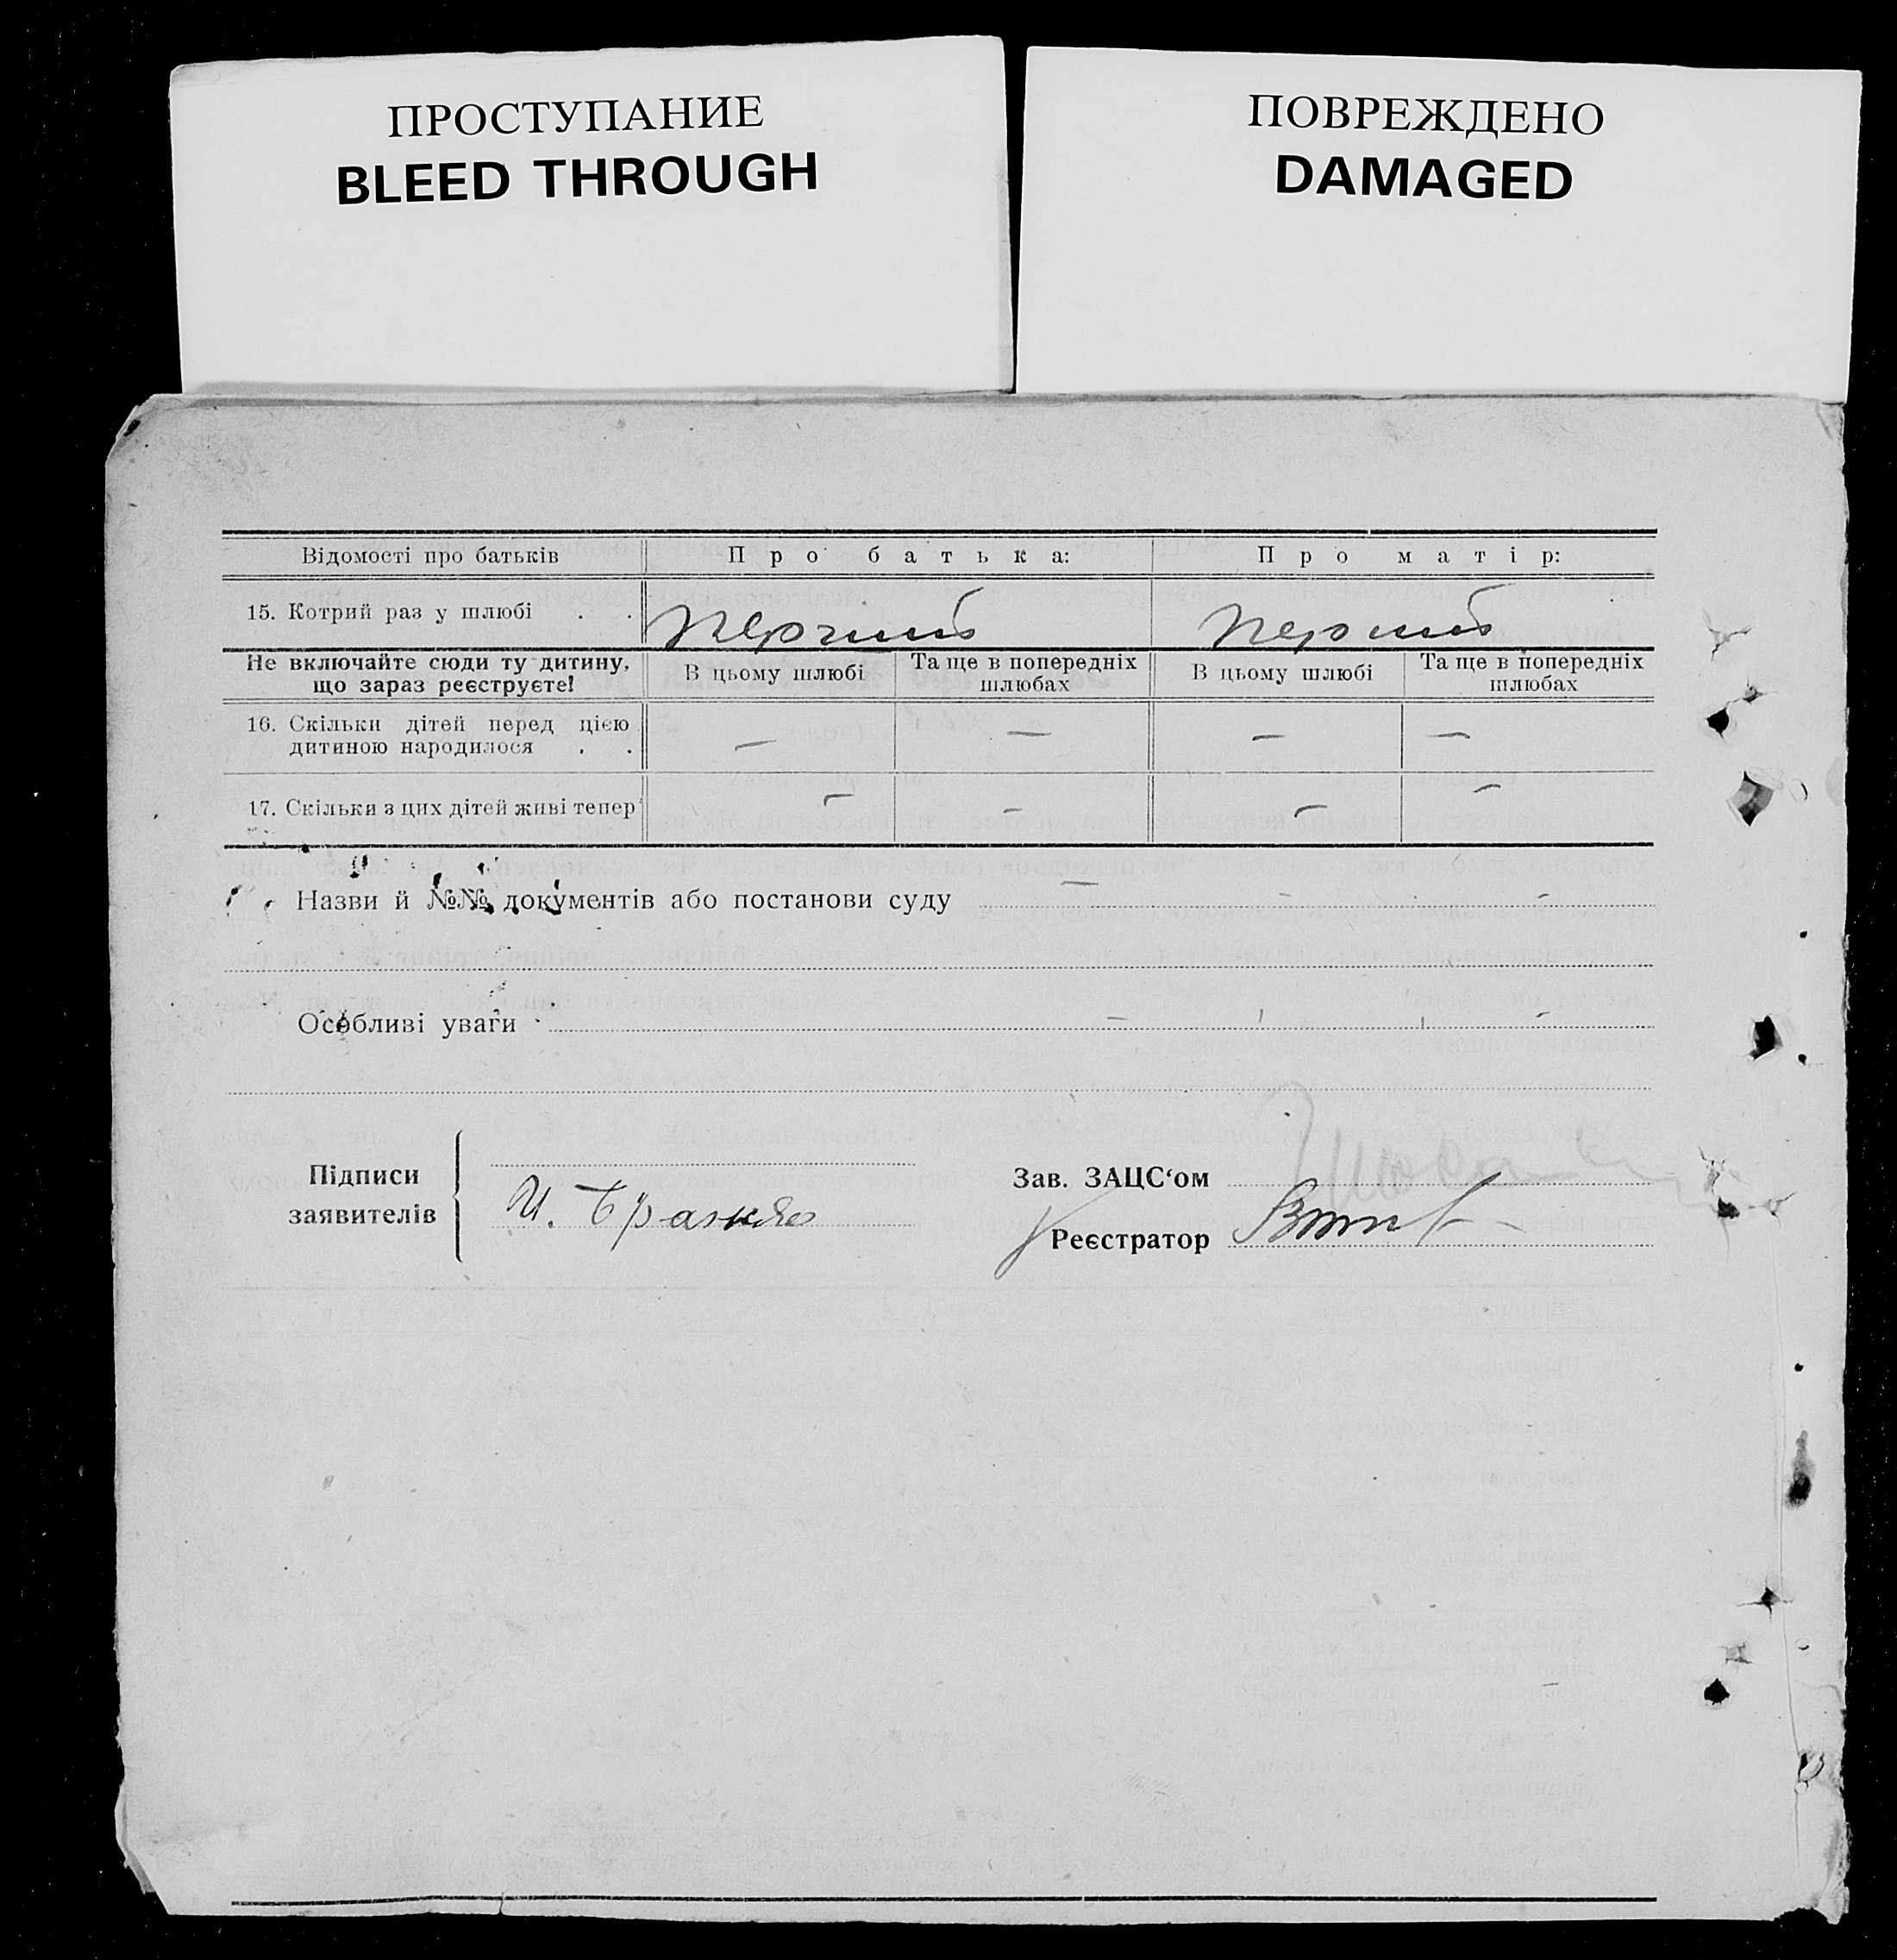 ПРОСТУПАНИЕ
BLEED THROUGH
ПОВРЕЖДЕНО
DAMAGED
Відомості про батьків Про батька: Про матір:
15. Котрий раз у шлюбі . . перший перший
Не включайте сюди ту дитину, що зараз реєструєте!
В цьому шлюбі Та ще в попередніх шлюбах В цьому шлюбі Та ще в попередніх шлюбах
16. Скільки дітей перед цією
дитиною народилося . . — — — —
17. Скільки з цих дітей живі тепер — — — —
Назви й №№ документів або постанови суду — - -
Особливі уваги — -
Підписи
заявителів
И.
Зав. ЗАЦС‘ом
Реєстратор